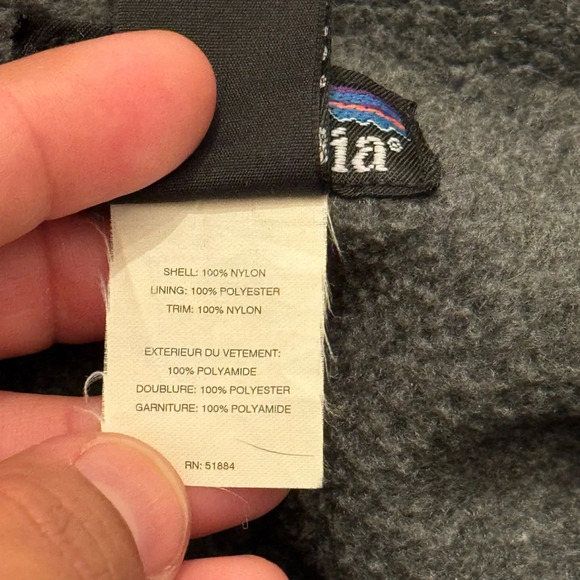 ia®
SHELL: 100% NYLON
LINING: 100% POLYESTER
TRIM: 100% NYLON
EXTERIEUR DU VETEMENT:
100% POLYAMIDE
DOUBLURE: 100% POLYESTER
GARNITURE: 100% POLYAMIDE
RN: 51884